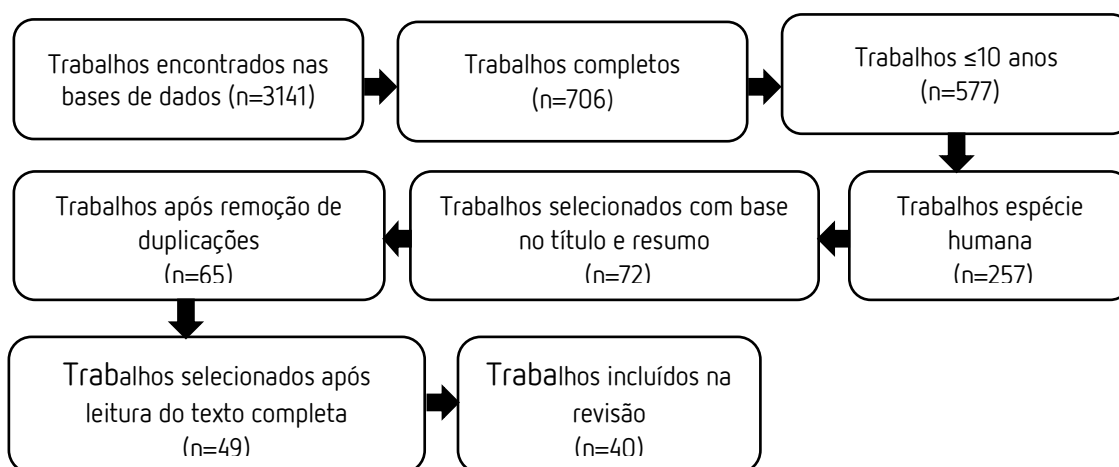 Trabalhos encontrados nas
bases de dados (n=3141)
Trabalhos completos
(n=706)
Trabalhos ≤10 anos
(n=577)
Trabalhos espécie
humana
(n=257)
Trabalhos selecionados com base
no título e resumo
(n=72)
Trabalhos após remoção de
duplicações
(n=65)
Trabalhos selecionados após
leitura do texto completa
(n=49)
Trabalhos incluídos na
revisão
(n=40)